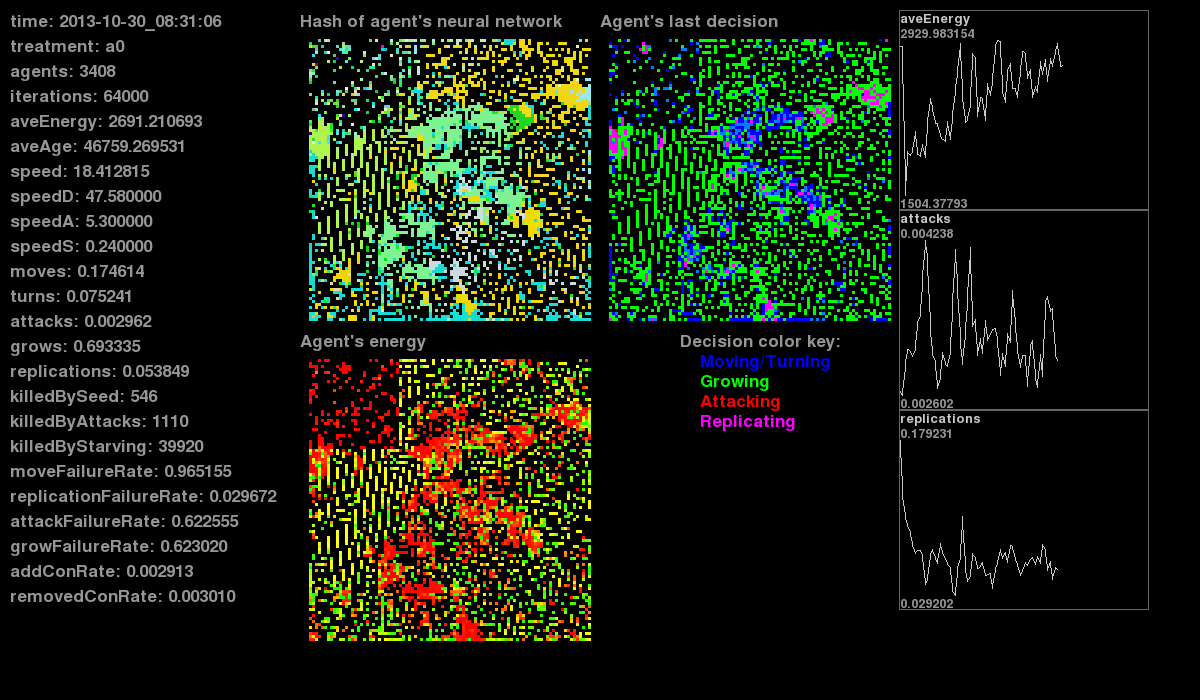 time: 2013-10-30_08:31:06
treatment: a0
agents: 3408
iterations: 64000
aveEnergy: 2691.210693
aveAge: 46759.269531
speed: 18.412815
speedD: 47.580000
speedA: 5.300000
speedS: 0.240000
moves: 0.174614
turns: 0.075241
attacks: 0.002962
grows: 0.693335
replications: 0.053849
killedBySeed: 546
killedByAttacks: 1110
killedByStarving: 39920
moveFailureRate: 0.965155
replicationFailureRate: 0.029672
attackFailureRate: 0.622555
growFailureRate: 0.623020
addConRate: 0.002913
removedConRate: 0.003010
Hash of agent's neural network
Agent's last decision
Agent's energy
Decision color key:
Moving/Turning
Growing
Attacking
Replicating
aveEnergy
2929.983154
1504.37793
attacks
0.004238
0.002602
replications
0.179231
0.029202